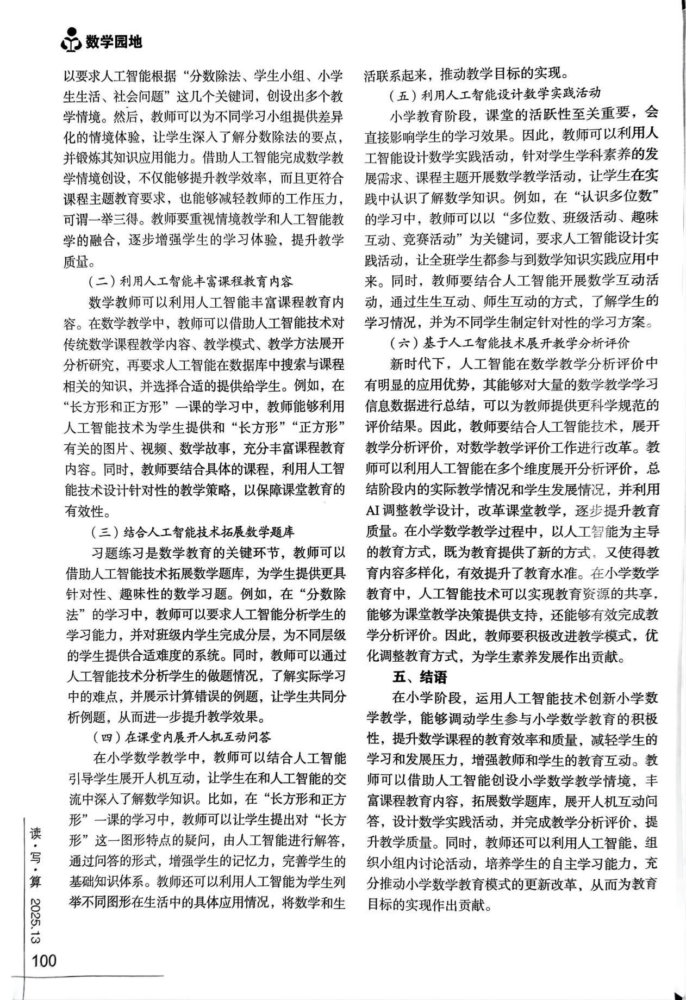 数学园地
以要求人工智能根据“分数除法、学生小组、小学
生生活、社会问题”这几个关键词，创设出多个教
学情境。然后，教师可以为不同学习小组提供差异
化的情境体验，让学生深入了解分数除法的要点，
并锻炼其知识应用能力。借助人工智能完成数学教
学情境创设，不仅能够提升教学效率，而且更符合
课程主题教育要求，也能够减轻教师的工作压力，
可谓一举三得。教师要重视情境教学和人工智能教
学的融合，逐步增强学生的学习体验，提升教学
质量。
（二）利用人工智能丰富课程教育内容
数学教师可以利用人工智能丰富课程教育内
容。在数学教学中，教师可以借助人工智能技术对
传统数学课程教学内容、教学模式、教学方法展开
分析研究，再要求人工智能在数据库中搜索与课程
相关的知识，并选择合适的提供给学生。例如，在
“长方形和正方形”一课的学习中，教师能够利用
人工智能技术为学生提供和“长方形”“正方形”
有关的图片、视频、数学故事，充分丰富课程教育
内容。同时，教师要结合具体的课程，利用人工智
能技术设计针对性的教学策略，以保障课堂教育的
有效性。
（三）结合人工智能技术拓展数学题库
习题练习是数学教育的关键环节，教师可以
借助人工智能技术拓展数学题库，为学生提供更具
针对性、趣味性的数学习题。例如，在“分数除
法”的学习中，教师可以要求人工智能分析学生的
学习能力，并对班级内学生完成分层，为不同层级
的学生提供合适难度的系统。同时，教师可以通过
人工智能技术分析学生的做题情况，了解实际学习
中的难点，并展示计算错误的例题，让学生共同分
析例题，从而进一步提升教学效果。
（四）在课堂内展开人机互动问答
在小学数学教学中，教师可以结合人工智能
引导学生展开人机互动，让学生在和人工智能的交
流中深入了解数学知识。比如，在“长方形和正方
形”一课的学习中，教师可以让学生提出对“长方
形”这一图形特点的疑问，由人工智能进行解答，
通过问答的形式，增强学生的记忆力，完善学生的
基础知识体系。教师还可以利用人工智能为学生列
举不同图形在生活中的具体应用情况，将数学和生
活联系起来，推动教学目标的实现。
（五）利用人工智能设计数学实践活动
小学教育阶段，课堂的活跃性至关重要，会
直接影响学生的学习效果。因此，教师可以利用人
工智能设计数学实践活动，针对学生学科素养的发
展需求、课程主题开展数学教学活动，让学生在实
践中认识了解数学知识。例如，在“认识多位数”
的学习中，教师可以以“多位数、班级活动、趣味
互动、竞赛活动”为关键词，要求人工智能设计实
践活动，让全班学生都参与到数学知识实践应用中
来。同时，教师要结合人工智能开展数学互动活
动，通过生生互动、师生互动的方式，了解学生的
学习情况，并为不同学生制定针对性的学习方案。
（六）基于人工智能技术展开教学分析评价
新时代下，人工智能在数学教学分析评价中
有明显的应用优势，其能够对大量的数学教学学习
信息数据进行总结，可以为教师提供更科学规范的
评价结果。因此，教师要结合人工智能技术，展开
教学分析评价，对数学教学评价工作进行改革。教
师可以利用人工智能在多个维度展开分析评价，总
结阶段内的实际教学情况和学生发展情况，并利用
AI调整教学设计，改革课堂教学，逐步提升教育
质量。在小学数学教学过程中，以人工智能为主导
的教育方式，既为教育提供了新的方式，又使得教
育内容多样化，有效提升了教育水准。在小学数学
教育中，人工智能技术可以实现教育资源的共享，
能够为课堂教学决策提供支持，还能够有效完成教
学分析评价。因此，教师要积极改进教学模式，优
化调整教育方式，为学生素养发展作出贡献。
五、结语
在小学阶段，运用人工智能技术创新小学数
学教学，能够调动学生参与小学数学教育的积极
性，提升数学课程的教育效率和质量，减轻学生的
学习和发展压力，增强教师和学生的教育互动。教
师可以借助人工智能创设小学数学教学情境，丰
富课程教育内容，拓展数学题库，展开人机互动问
答，设计数学实践活动，并完成教学分析评价，提
升教学质量。同时，教师还可以利用人工智能，组
织小组内讨论活动，培养学生的自主学习能力，充
分推动小学数学教育模式的更新改革，从而为教育
目标的实现作出贡献。
读·写·算 2025.13
100